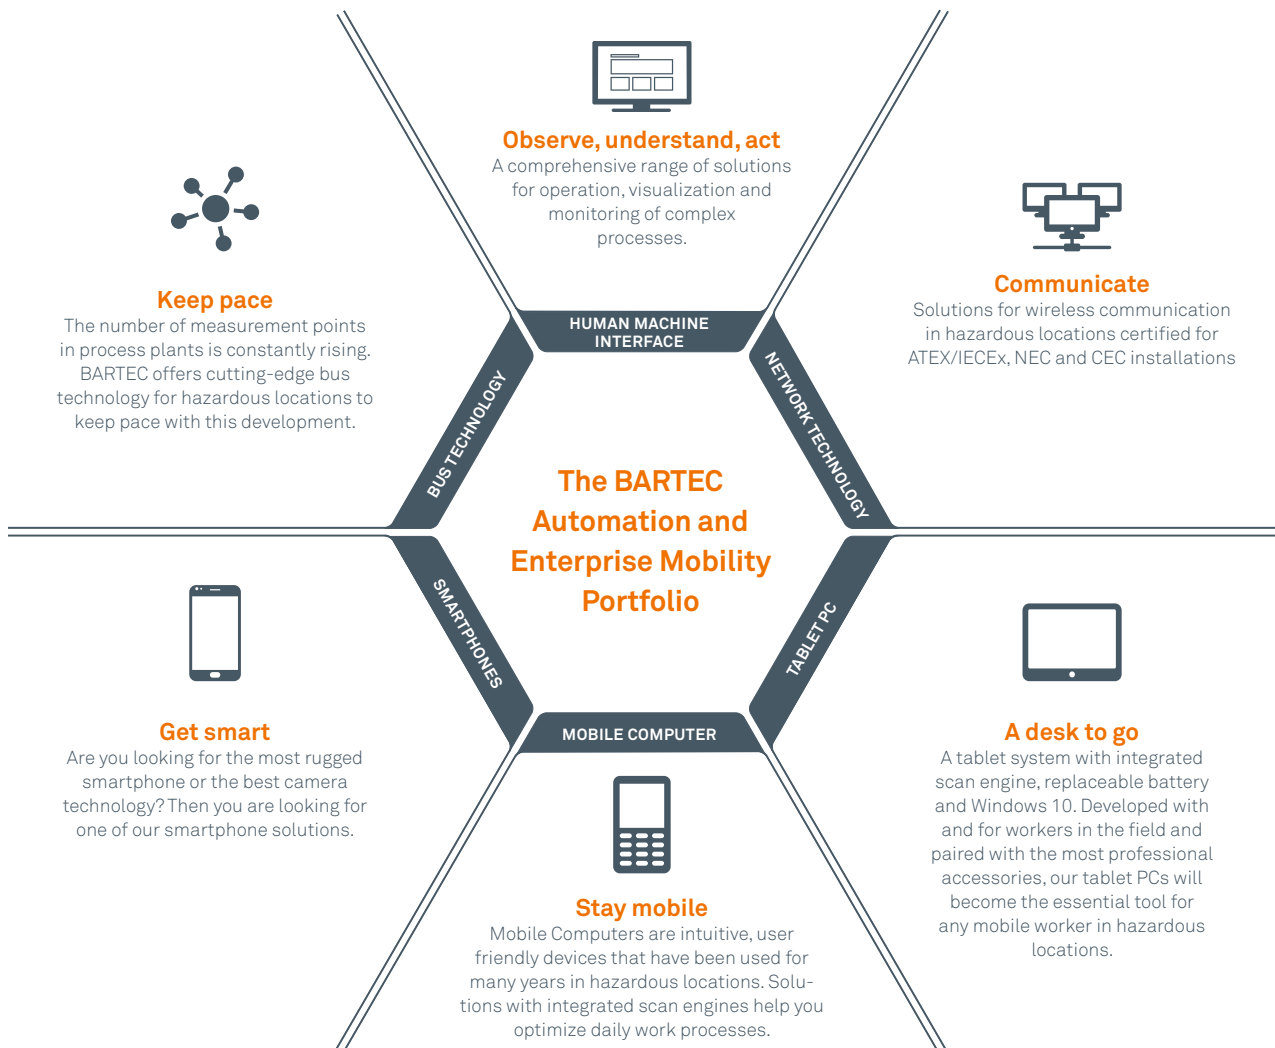 Observe, understand, act
A comprehensive range of solutions
for operation, visualization and
monitoring of complex
processes.
HUMAN MACHINE
INTERFACE
Communicate
Solutions for wireless communication
in hazardous locations certified for
ATEX/IECEx, NEC and CEC installations
NETWORK TECHNOLOGY
Keep pace
The number of measurement points
in process plants is constantly rising.
BARTEC offers cutting-edge bus
technology for hazardous locations to
keep pace with this development.
BUS TECHNOLOGY
The BARTEC
Automation and
Enterprise Mobility
Portfolio
SMARTPHONES
Get smart
Are you looking for the most rugged
smartphone or the best camera
technology? Then you are looking for
one of our smartphone solutions.
TABLET PC
A desk to go
A tablet system with integrated
scan engine, replaceable battery
and Windows 10. Developed with
and for workers in the field and
paired with the most professional
accessories, our tablet PCs will
become the essential tool for
any mobile worker in hazardous
locations.
MOBILE COMPUTER
Stay mobile
Mobile Computers are intuitive, user
friendly devices that have been used for
many years in hazardous locations. Solu-
tions with integrated scan engines help you
optimize daily work processes.